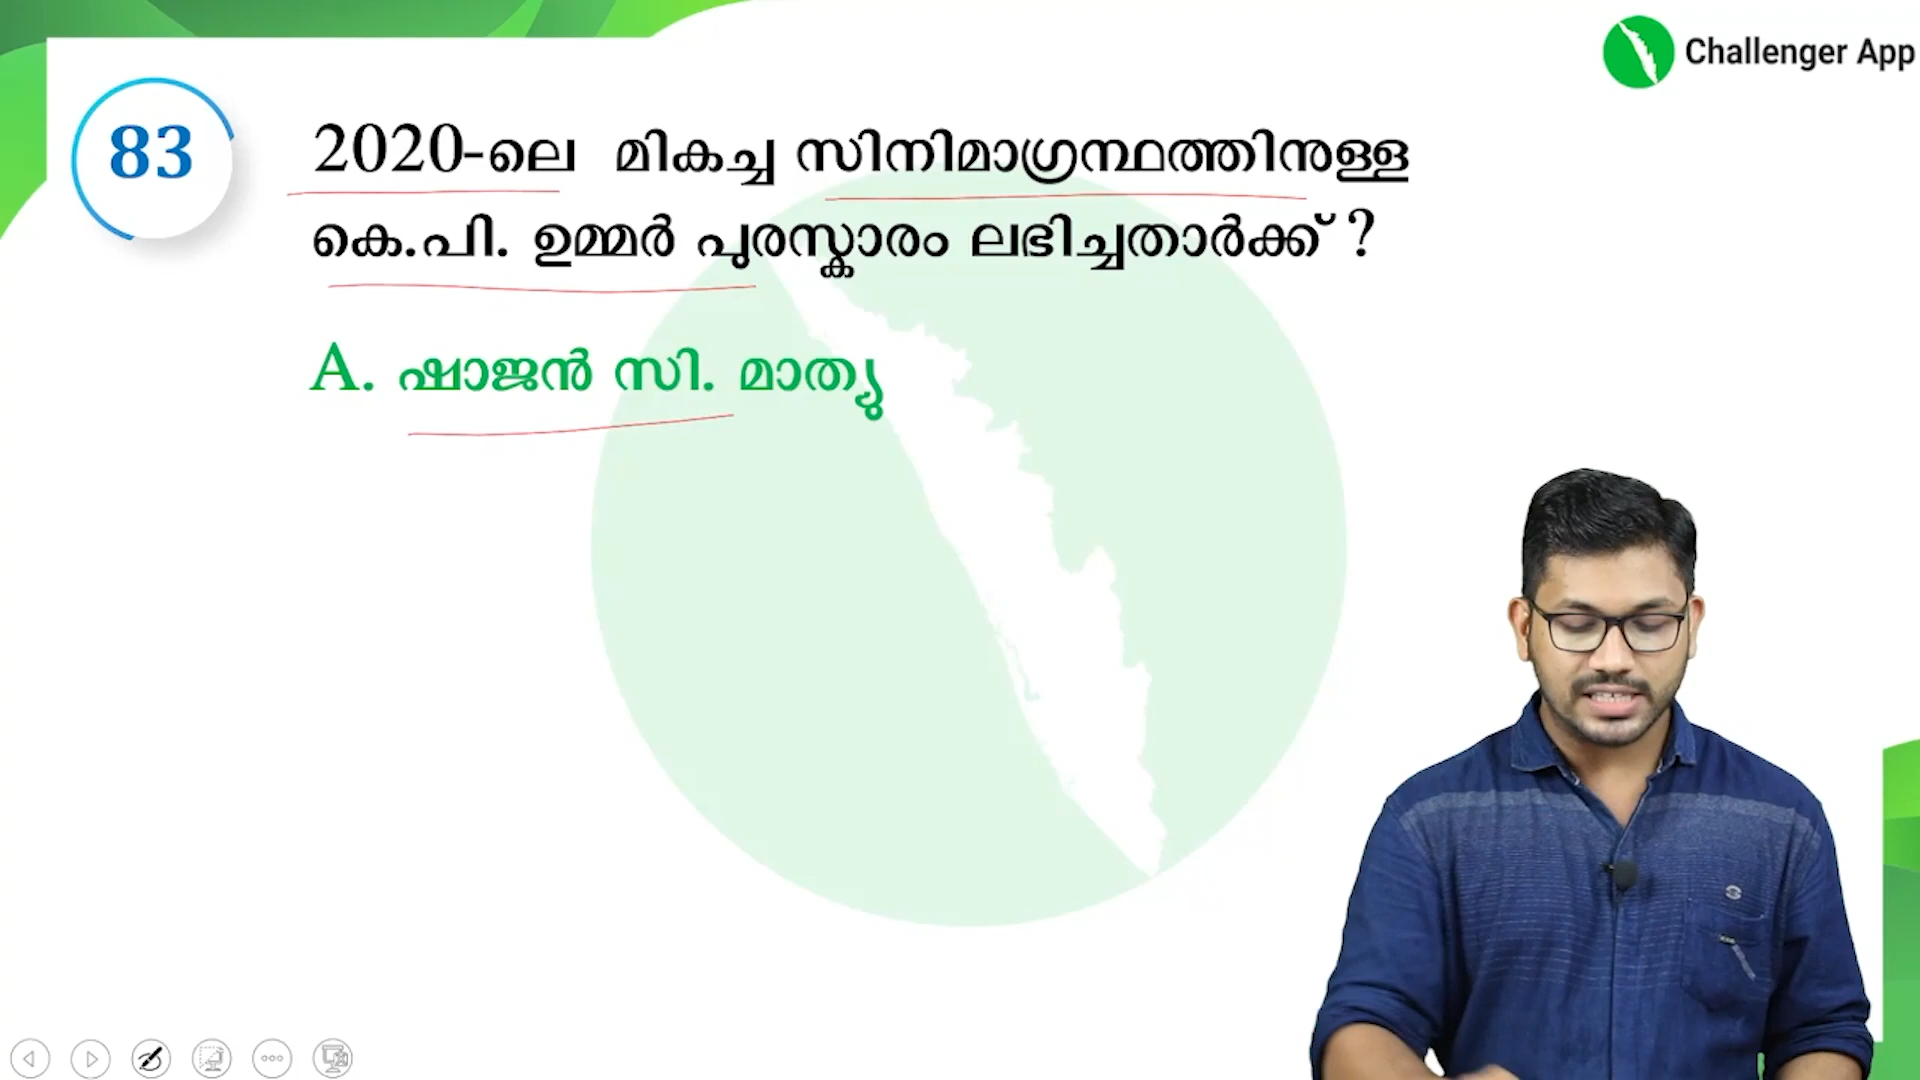 Challenger App
83
2020-ലെ മികച്ച സിനിമാഗ്രന്ഥത്തിനുള്ള
കെ.പി. ഉമ്മർ പുരസ്കാരം ലഭിച്ചതാർക്ക് ?
A. ഷാജൻ സി. മാത്യു